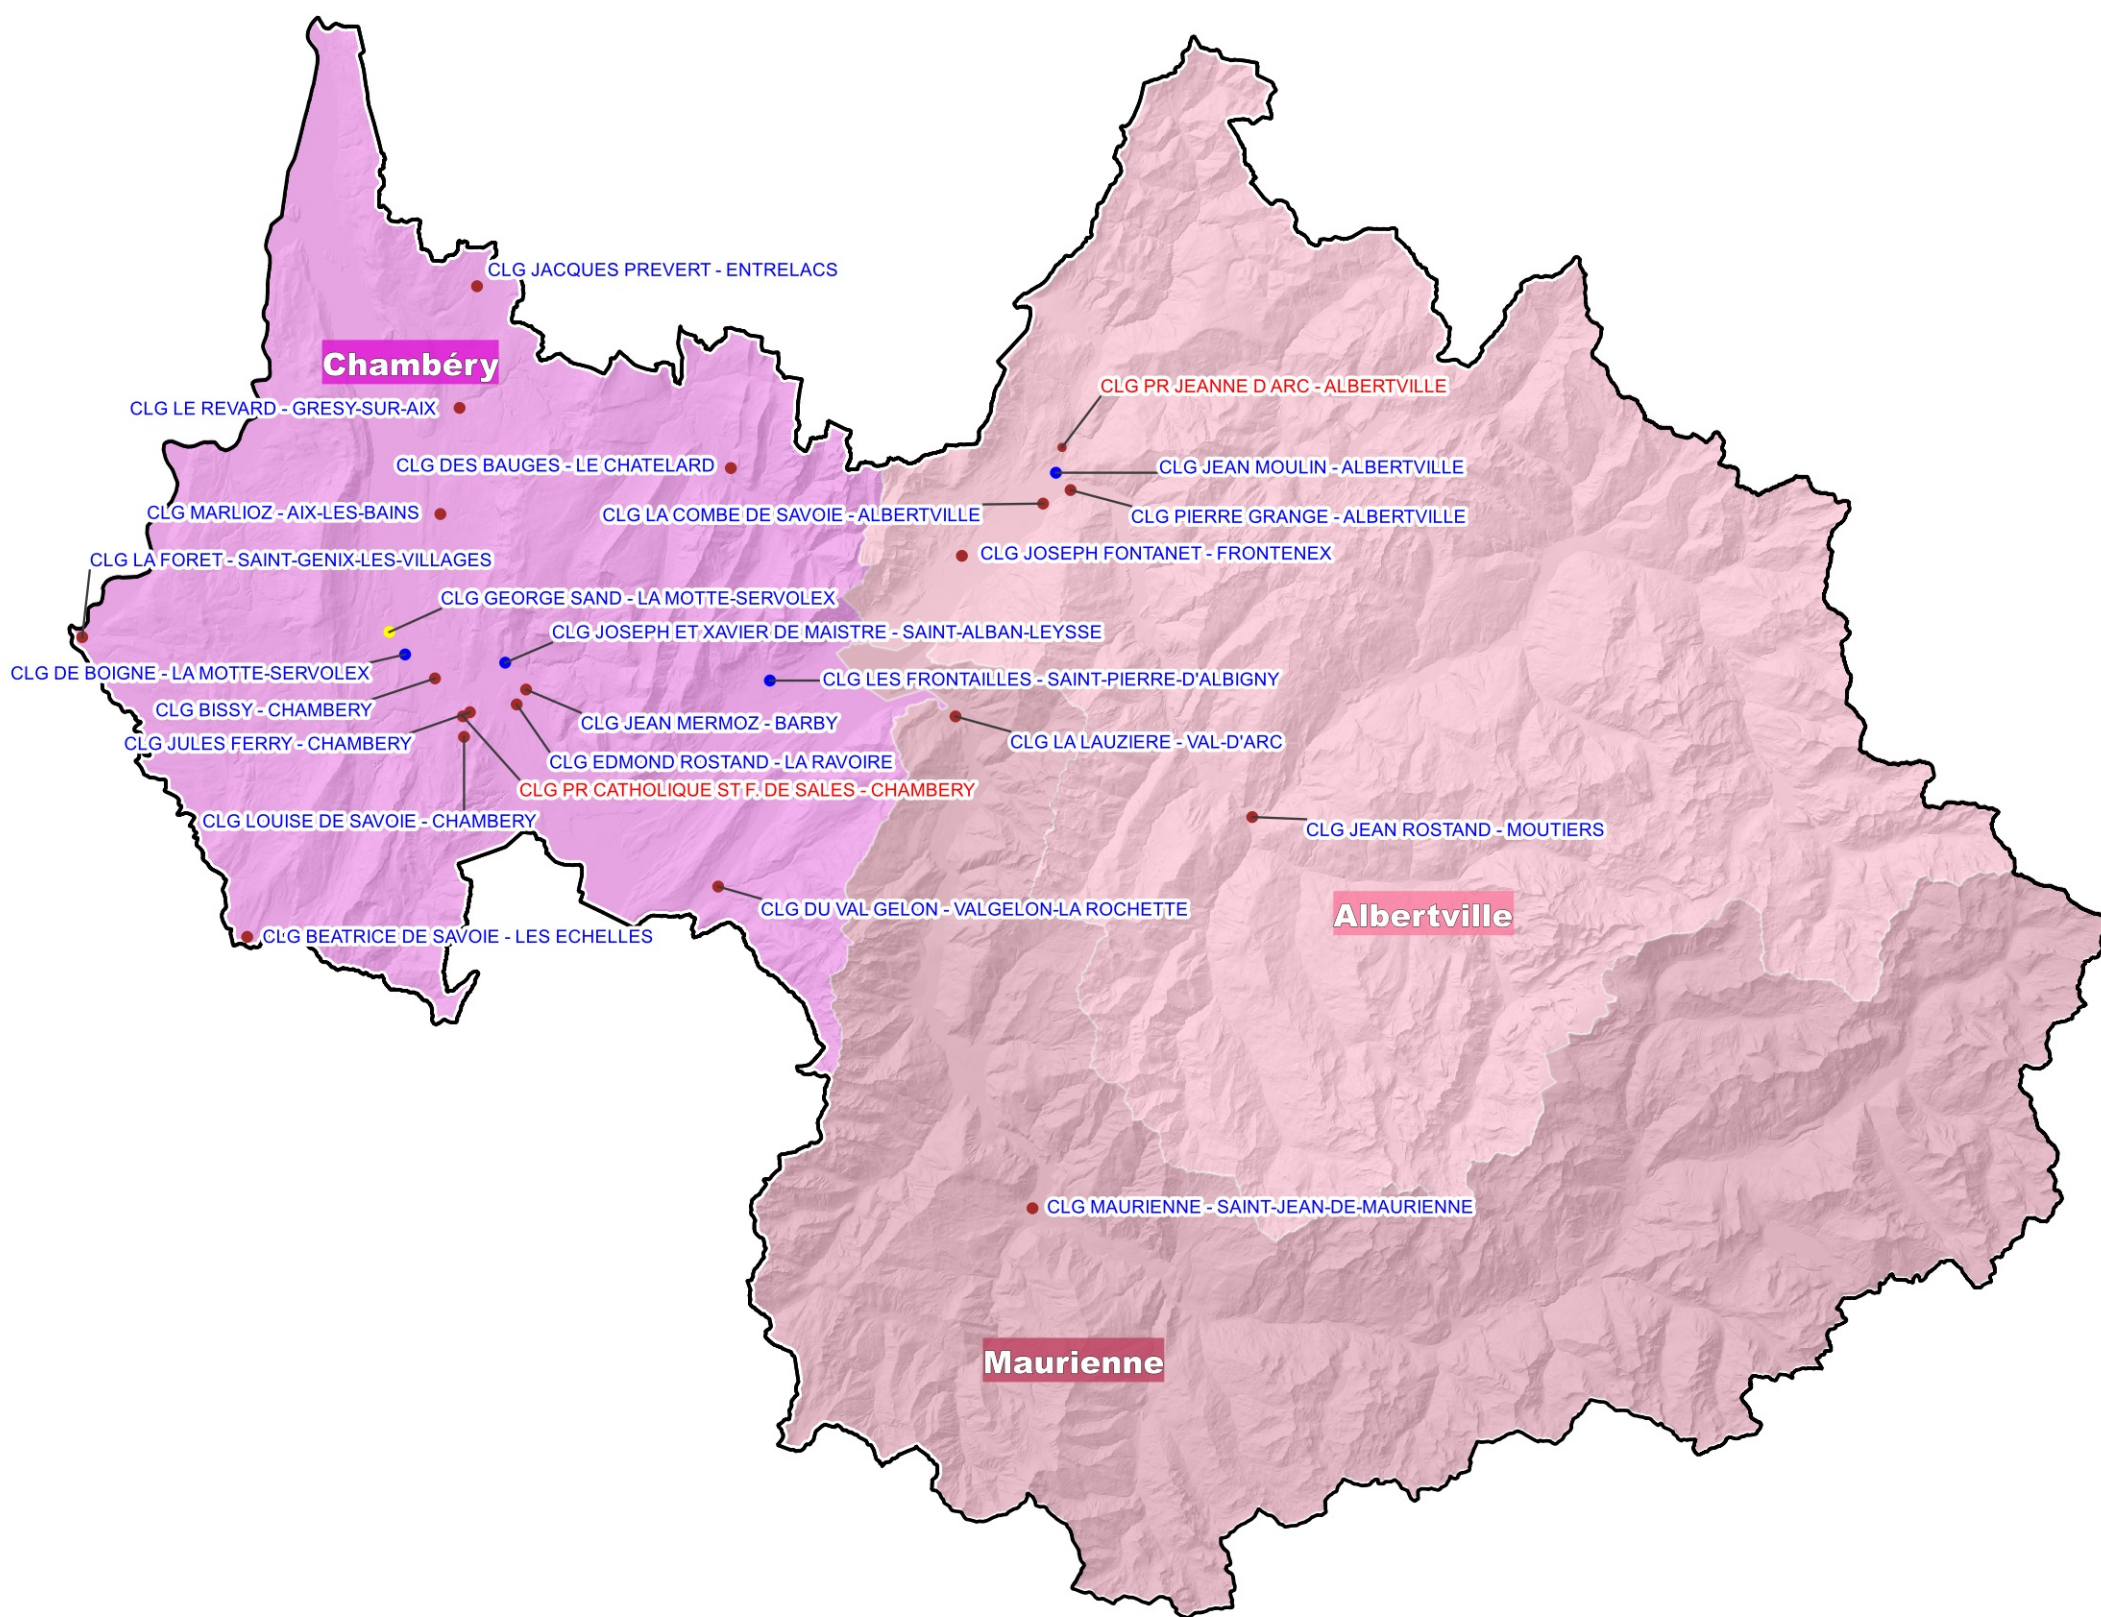 CLG JACQUES PREVERT - ENTRELACS
Chambéry
CLG PR JEANNE D ARC - ALBERTVILLE
CLG LE REVARD - GRESY-SUR-AIX
CLG DES BAUGES - LE CHATELARD
CLG JEAN MOULIN - ALBERTVILLE
CLG MARLIOZ - AIX-LES-BAINS
CLG LA COMBE DE SAVOIE - ALBERTVILLE
CLG PIERRE GRANGE - ALBERTVILLE
CLG LA FORET - SAINT-GENIX-LES-VILLAGES
CLG JOSEPH FONTANET - FRONTENEX
CLG GEORGE SAND - LA MOTTE-SERVOLEX
CLG JOSEPH ET XAVIER DE MAISTRE - SAINT-ALBAN-LEYSSE
CLG DE BOIGNE - LA MOTTE-SERVOLEX
CLG LES FRONTAILLES - SAINT-PIERRE-D'ALBIGNY
CLG BISSY - CHAMBERY
CLG JEAN MERMOZ - BARBY
CLG JULES FERRY - CHAMBERY
CLG LA LAUZIERE - VAL-D'ARC
CLG EDMOND ROSTAND - LA RAVOIRE
CLG PR CATHOLIQUE ST F. DE SALES - CHAMBERY
CLG LOUISE DE SAVOIE - CHAMBERY
CLG JEAN ROSTAND - MOUTIERS
CLG DU VAL GELON - VALGELON-LA ROCHETTE
Albertville
CLG BEATRICE DE SAVOIE - LES ECHELLES
CLG MAURIENNE - SAINT-JEAN-DE-MAURIENNE
Maurienne